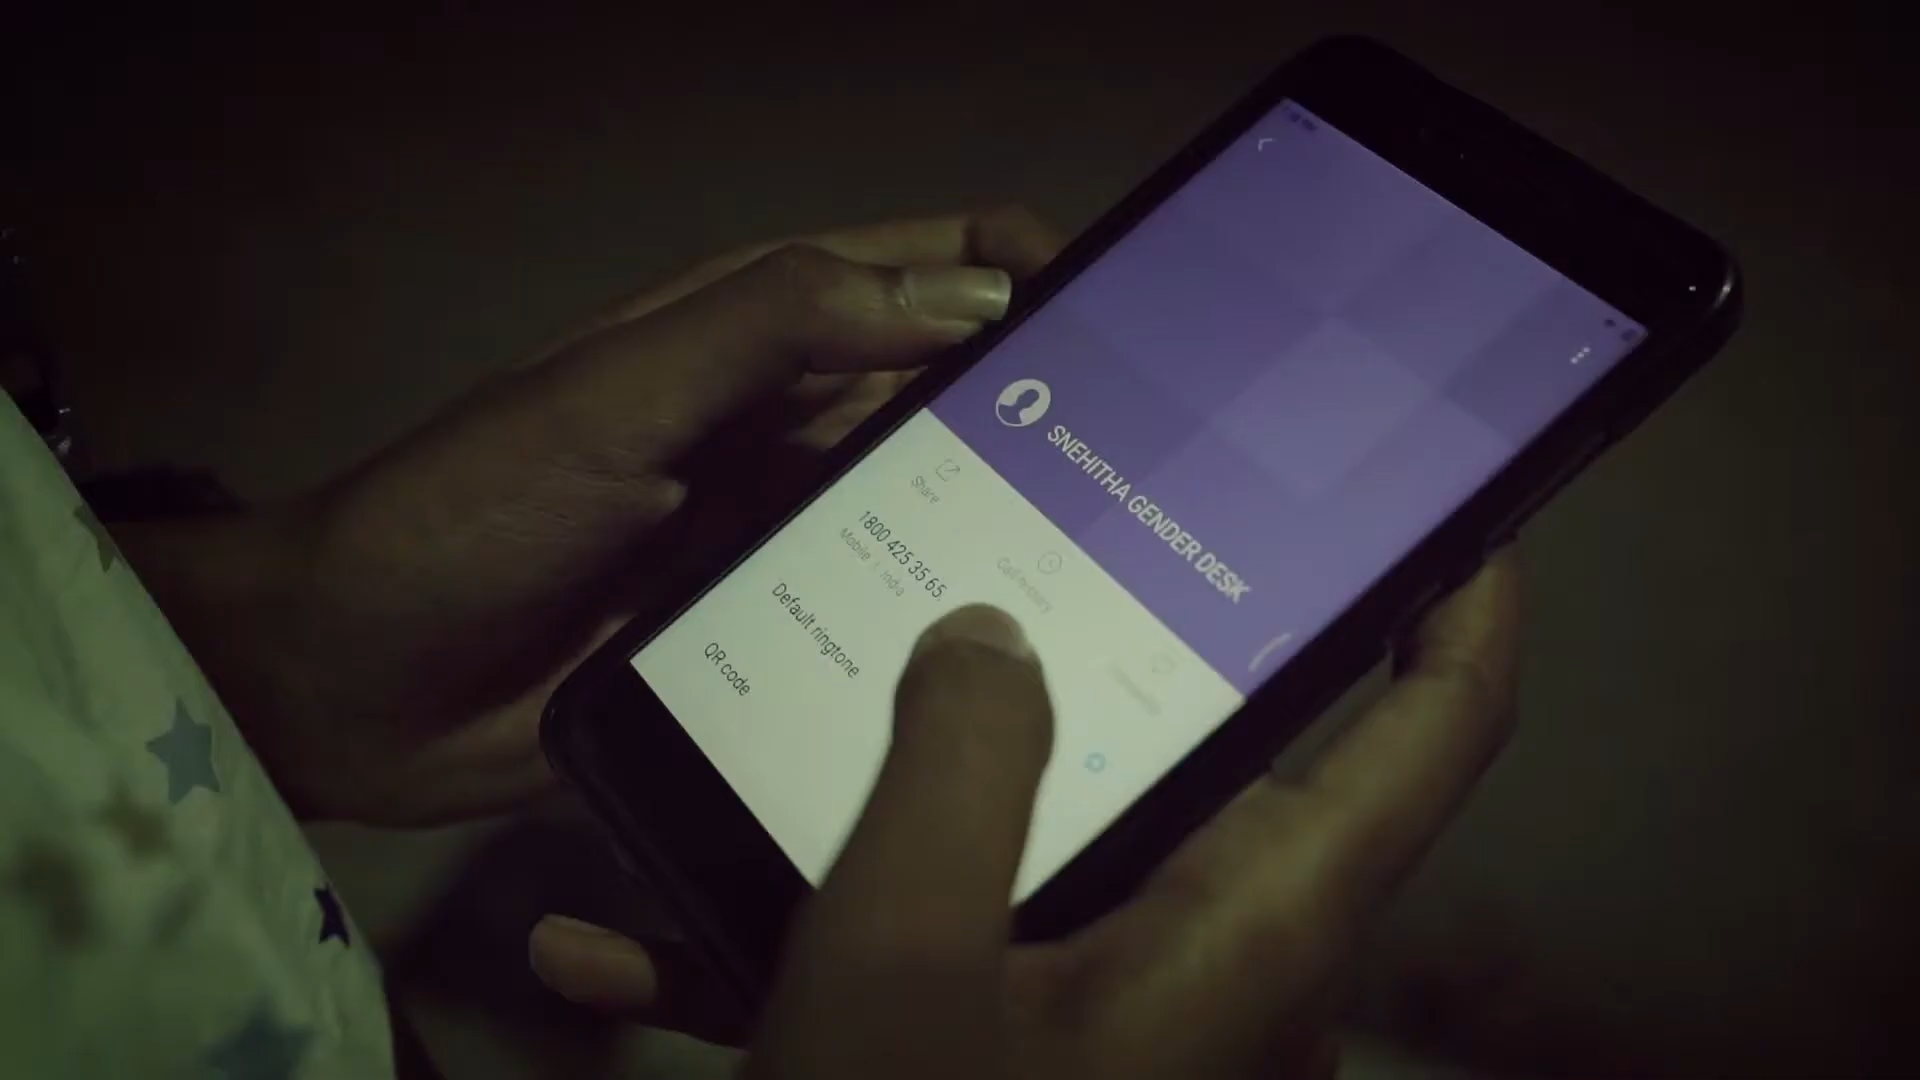 SNEHITHA GENDER DESK
Share
Call history
1800 425 35 65
Mobile | India
Default ringtone
QR code